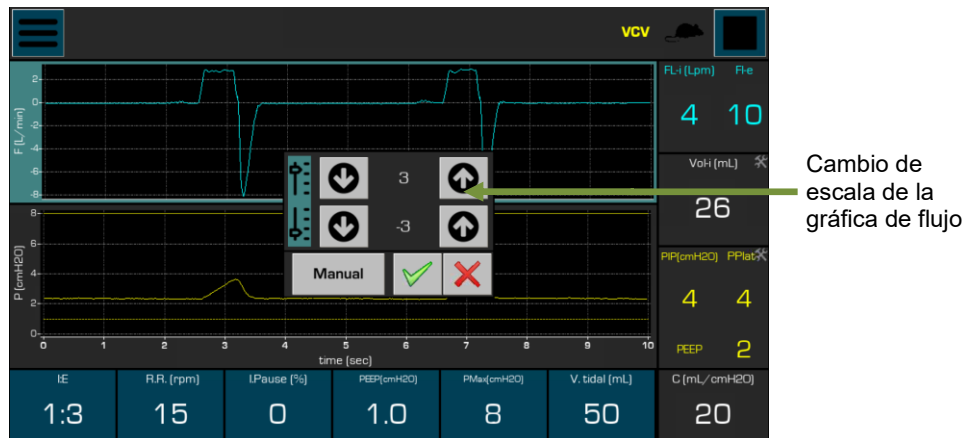 VCV
FL-i (Lpm) Fl-e
4 10
F (L/min)
2
0
-2
-4
-6
-8
Vol-i (mL)
26
3
-3
Manual
Cambio de
escala de la
gráfica de flujo
P (cmH2O)
8
6
4
2
0
PIP(cmH2O) PPlat
4 4
PEEP 2
0 1 2 3 4 5 6 7 8 9 10
time (sec)
I:E R.R. (rpm) I.Pause (%) PEEP(cmH2O) PMax(cmH2O) V. tidal (mL) C (mL/cmH2O)
1:3 15 0 1.0 8 50 20